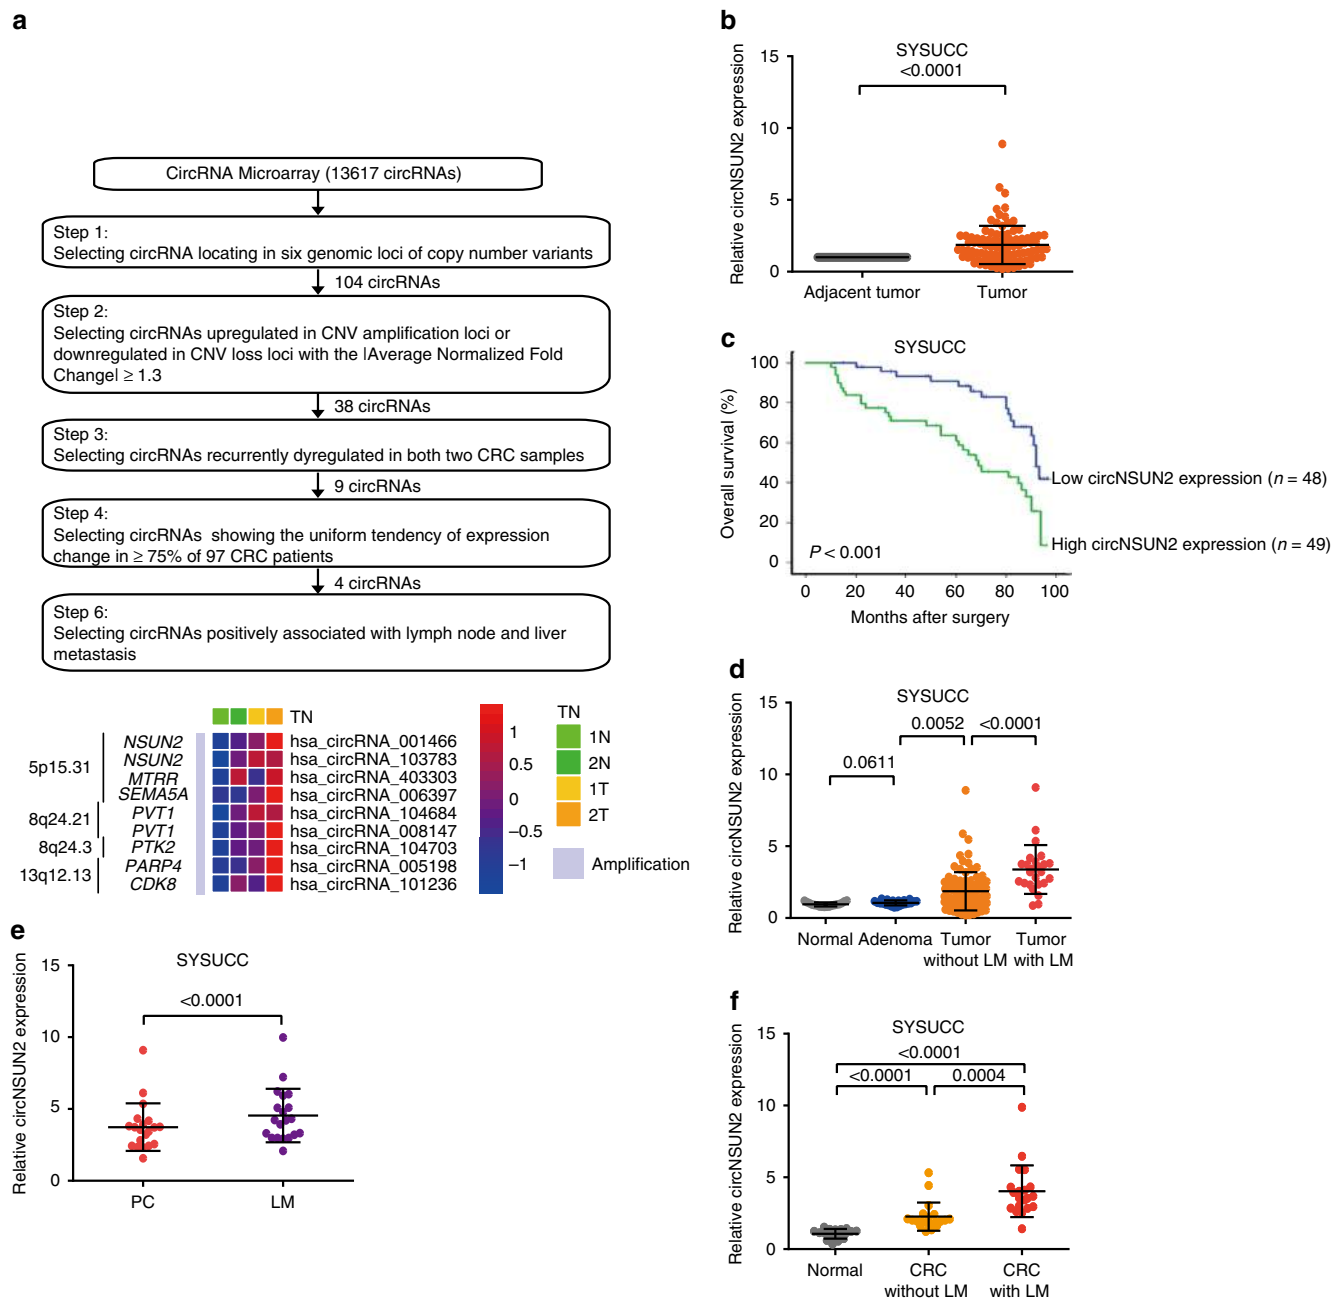 a
CircRNA Microarray (13617 circRNAs)
Step 1:
Selecting circRNA locating in six genomic loci of copy number variants
104 circRNAs
Step 2:
Selecting circRNAs upregulated in CNV amplification loci or
downregulated in CNV loss loci with the |Average Normalized Fold
Change| ≥ 1.3
38 circRNAs
Step 3:
Selecting circRNAs recurrently dyregulated in both two CRC samples
9 circRNAs
Step 4:
Selecting circRNAs showing the uniform tendency of expression
change in ≥ 75% of 97 CRC patients
4 circRNAs
Step 6:
Selecting circRNAs positively associated with lymph node and liver
metastasis
TN
5p15.31
NSUN2 hsa_circRNA_001466
NSUN2 hsa_circRNA_103783
MTRR hsa_circRNA_403303
SEMA5A hsa_circRNA_006397
8q24.21
PVT1 hsa_circRNA_104684
PVT1 hsa_circRNA_008147
8q24.3
PTK2 hsa_circRNA_104703
13q12.13
PARP4 hsa_circRNA_005198
CDK8 hsa_circRNA_101236
1
0.5
0
−0.5
−1
TN
1N
2N
1T
2T
Amplification
b
SYSUCC
<0.0001
Relative circNSUN2 expression
15
10
5
0
Adjacent tumor
Tumor
c
SYSUCC
Overall survival (%)
100
80
60
40
20
0
P < 0.001
Low circNSUN2 expression (n = 48)
High circNSUN2 expression (n = 49)
0 20 40 60 80 100
Months after surgery
d
SYSUCC
0.0052 <0.0001
0.0611
Relative circNSUN2 expression
15
10
5
0
Normal
Adenoma
Tumor
without LM
Tumor
with LM
e
SYSUCC
<0.0001
Relative circNSUN2 expression
15
10
5
0
PC
LM
f
SYSUCC
<0.0001
<0.0001 0.0004
Relative circNSUN2 expression
15
10
5
0
Normal
CRC
without LM
CRC
with LM